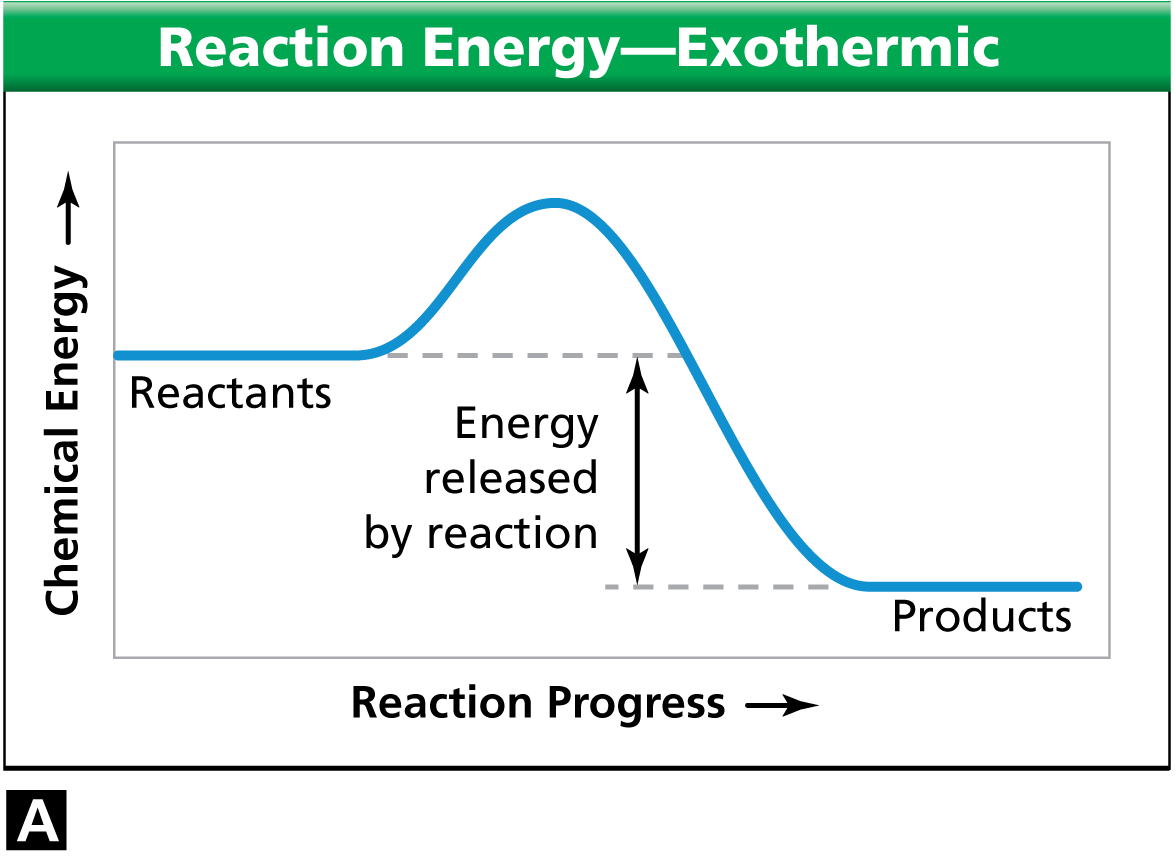 Reaction Energy—Exothermic
Chemical Energy
Reactants
Energy
released
by reaction
Products
Reaction Progress
A